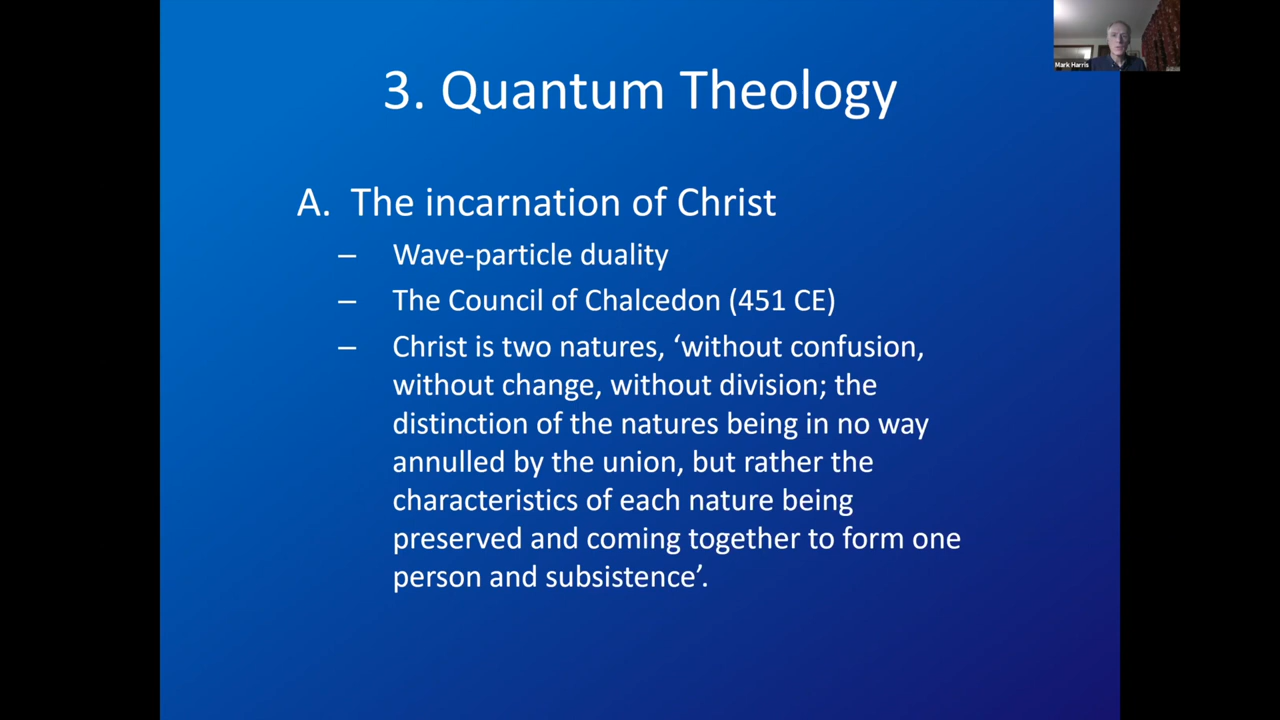 Mark Harris
3. Quantum Theology
A. The incarnation of Christ
– Wave-particle duality
– The Council of Chalcedon (451 CE)
– Christ is two natures, ‘without confusion,
without change, without division; the
distinction of the natures being in no way
annulled by the union, but rather the
characteristics of each nature being
preserved and coming together to form one
person and subsistence’.